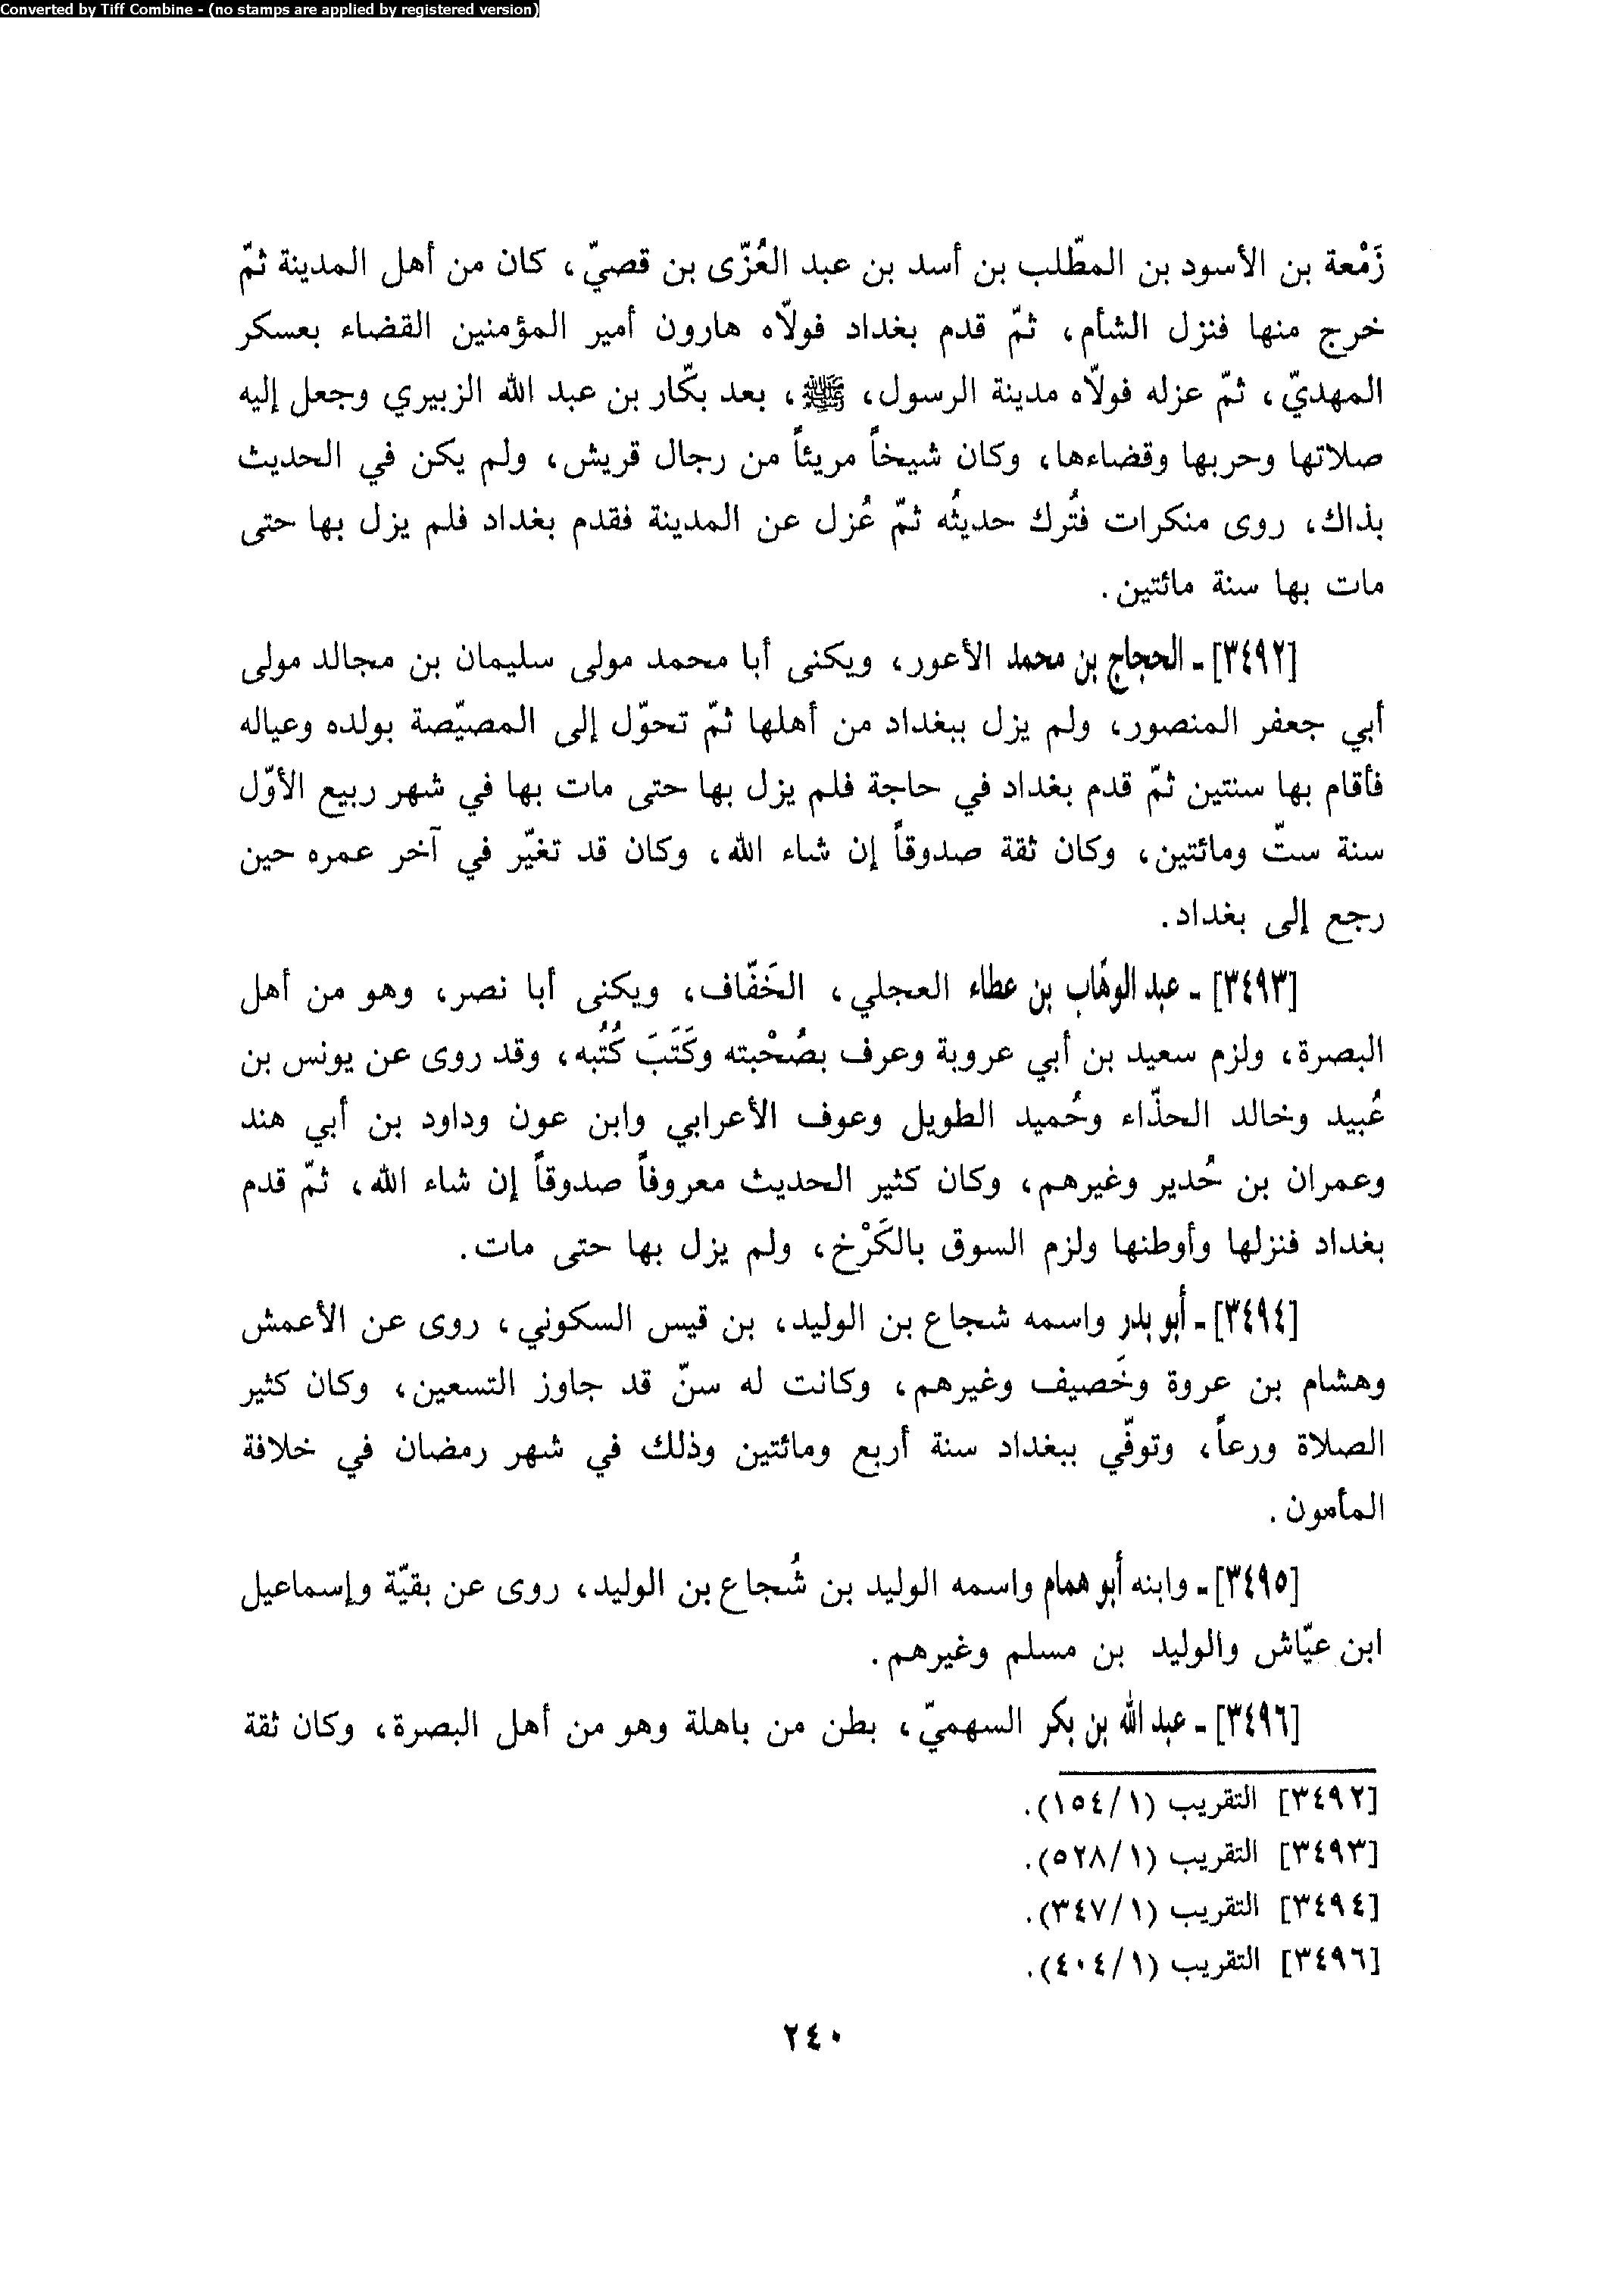 Converted by Tiff Combine - (no stamps are applied by registered version)
زَمْعة بن الأسود بن المطّلب بن أسد بن عبد العُزّى بن قصيّ، كان من أهل المدينة ثمّ
خرج منها فنزل الشأم، ثمّ قدم بغداد فولّاه هارون أمير المؤمنين القضاء بعسكر
المهديّ، ثمّ عزله فولّاه مدينة الرسول، ﷺ، بعد بكّار بن عبد الله الزبيري وجعل إليه
صلاتها وحربها وقضاءها، وكان شيخاً مريئاً من رجال قريش، ولم يكن في الحديث
بذاك، روى منكرات فتُرك حديثُه ثمّ عُزل عن المدينة فقدم بغداد فلم يزل بها حتى
مات بها سنة مائتين.
[٣٤٩٢] - الحجاج بن محمد الأعور، ويكنى أبا محمد مولى سليمان بن مجالد مولى
أبي جعفر المنصور، ولم يزل ببغداد من أهلها ثمّ تحوّل إلى المصيّصة بولده وعياله
فأقام بها سنتين ثمّ قدم بغداد في حاجة فلم يزل بها حتى مات بها في شهر ربيع الأوّل
سنة ستّ ومائتين، وكان ثقة صدوقاً إن شاء الله، وكان قد تغيّر في آخر عمره حين
رجع إلى بغداد.
[٣٤٩٣] - عبد الوهّاب بن عطاء العجلي، الخَفّاف، ويكنى أبا نصر، وهو من أهل
البصرة، ولزم سعيد بن أبي عروبة وعرف بصُحْبته وكَتَبَ كُتُبه، وقد روى عن يونس بن
عُبيد وخالد الحذّاء وحُميد الطويل وعوف الأعرابي وابن عون وداود بن أبي هند
وعمران بن حُدير وغيرهم، وكان كثير الحديث معروفاً صدوقاً إن شاء الله، ثمّ قدم
بغداد فنزلها وأوطنها ولزم السوق بالكَرْخ، ولم يزل بها حتى مات.
[٣٤٩٤] - أبو بدر واسمه شجاع بن الوليد، بن قيس السكوني، روى عن الأعمش
وهشام بن عروة وخَصيف وغيرهم، وكانت له سنّ قد جاوز التسعين، وكان كثير
الصلاة ورعاً، وتوفّي ببغداد سنة أربع ومائتين وذلك في شهر رمضان في خلافة
المأمون.
[٣٤٩٥] - وابنه أبو همام واسمه الوليد بن شُجاع بن الوليد، روى عن بقيّة وإسماعيل
ابن عيّاش والوليد بن مسلم وغيرهم.
[٣٤٩٦] - عبد الله بن بكر السهميّ، بطن من باهلة وهو من أهل البصرة، وكان ثقة
[٣٤٩٢] التقريب (١/١٥٤).
[٣٤٩٣] التقريب (١/٥٢٨).
[٣٤٩٤] التقريب (١/٣٤٧).
[٣٤٩٦] التقريب (١/٤٠٤).
٢٤٠